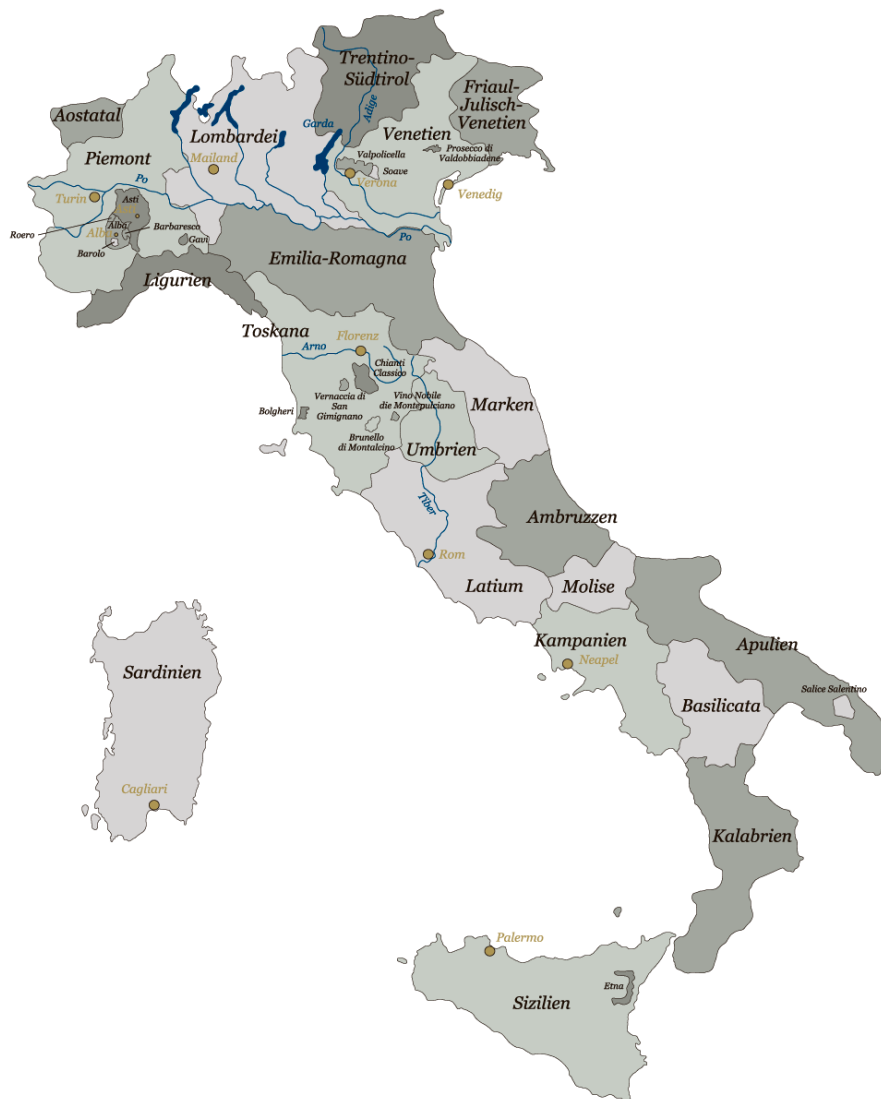 Trentino-
Südtirol
Friaul-
Julisch-
Venetien
Adige
Aostatal
Garda
Lombardei
Venetien
Prosecco di
Valdobbiadene
Piemont
Mailand
Valpolicella
Soave
Verona
Venedig
Po
Turin
Asti
Asti
Roero
Alba
Alba
Barbaresco
Barolo
Gavi
Po
Emilia-Romagna
Ligurien
Toskana
Florenz
Arno
Chianti
Classico
Vernaccia di
San
Gimignano
Vino Nobile
die Montepulciano
Bolgheri
Marken
Brunello
di Montalcino
Umbrien
Tiber
Ambruzzen
Rom
Latium
Molise
Kampanien
Neapel
Apulien
Sardinien
Salice Salentino
Basilicata
Cagliari
Kalabrien
Palermo
Etna
Sizilien